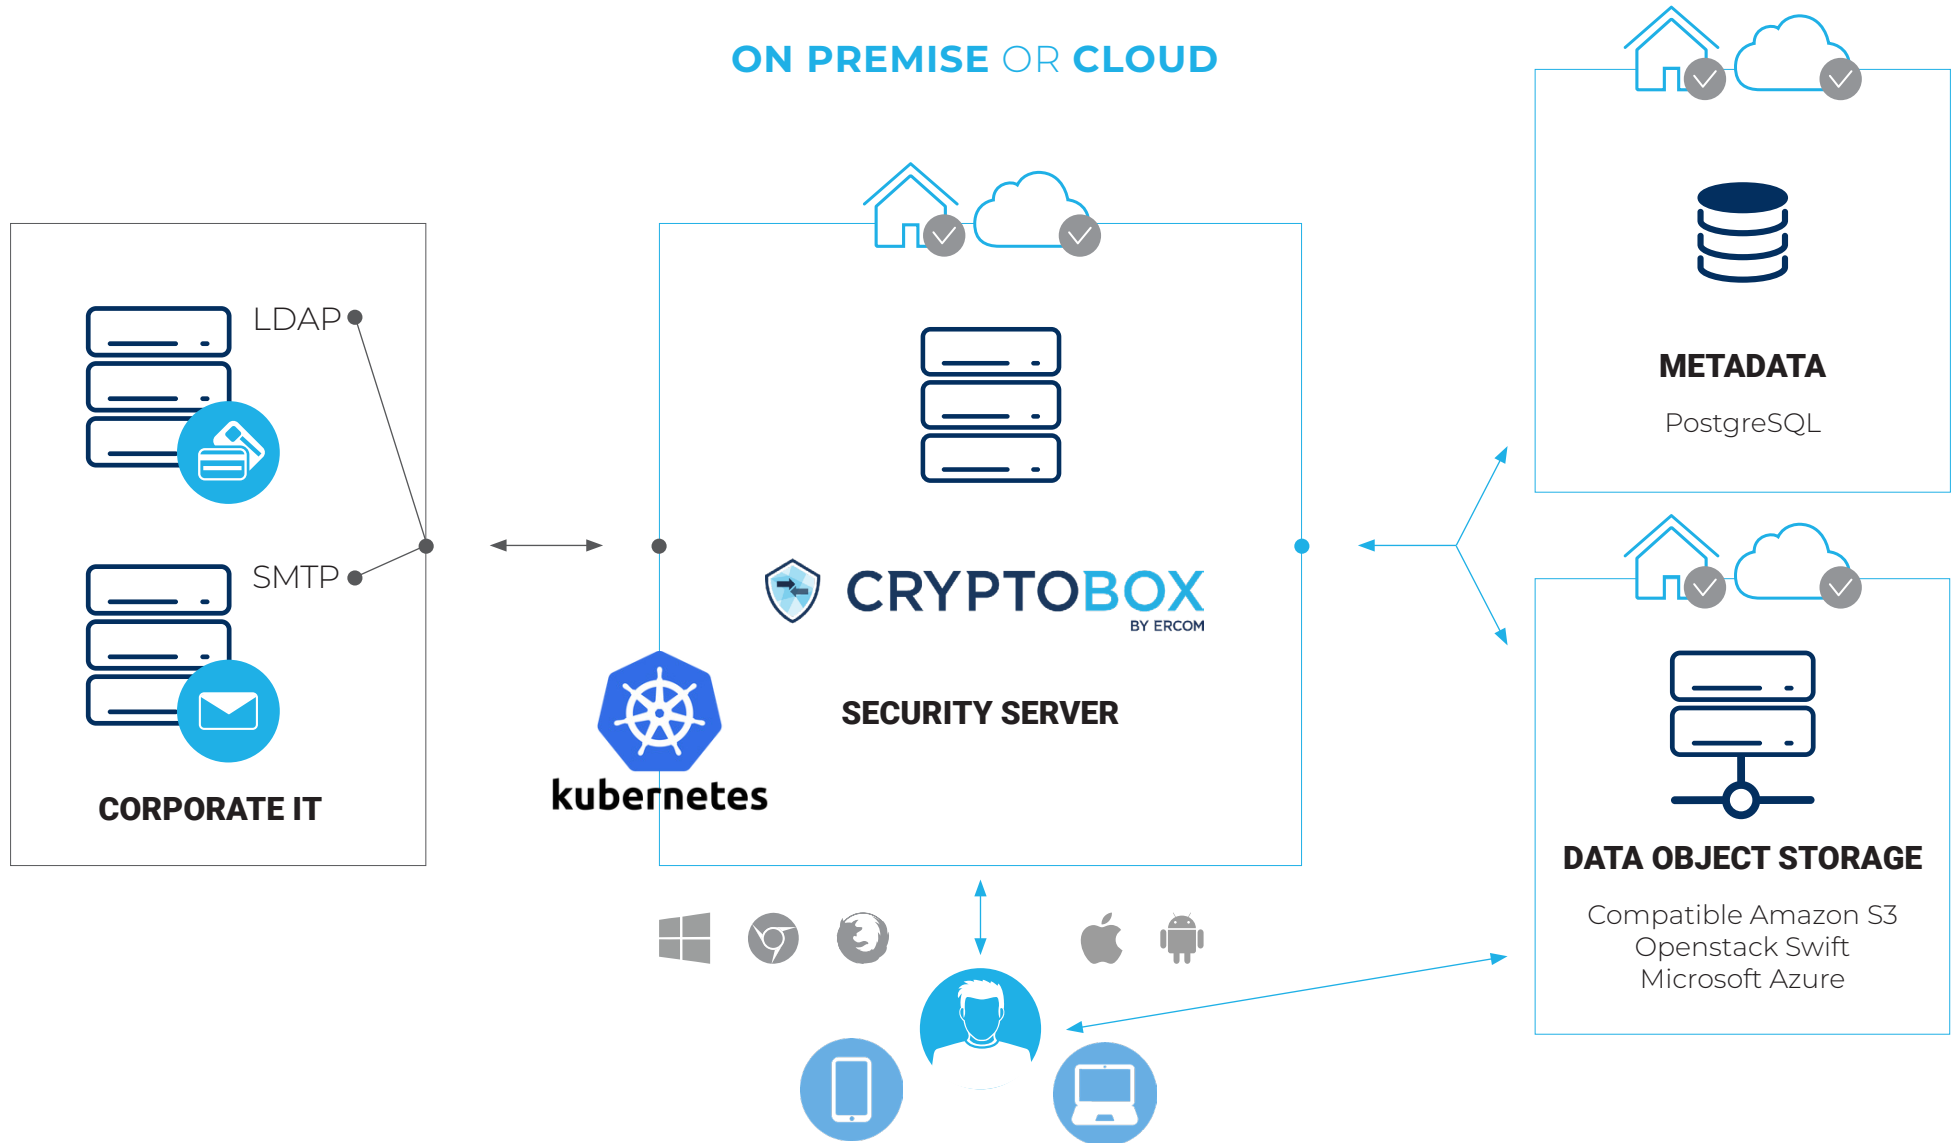 ON PREMISE OR CLOUD
LDAP
SMTP
CORPORATE IT
CRYPTOBOX
BY ERCOM
SECURITY SERVER
kubernetes
METADATA
PostgreSQL
DATA OBJECT STORAGE
Compatible Amazon S3
Openstack Swift
Microsoft Azure